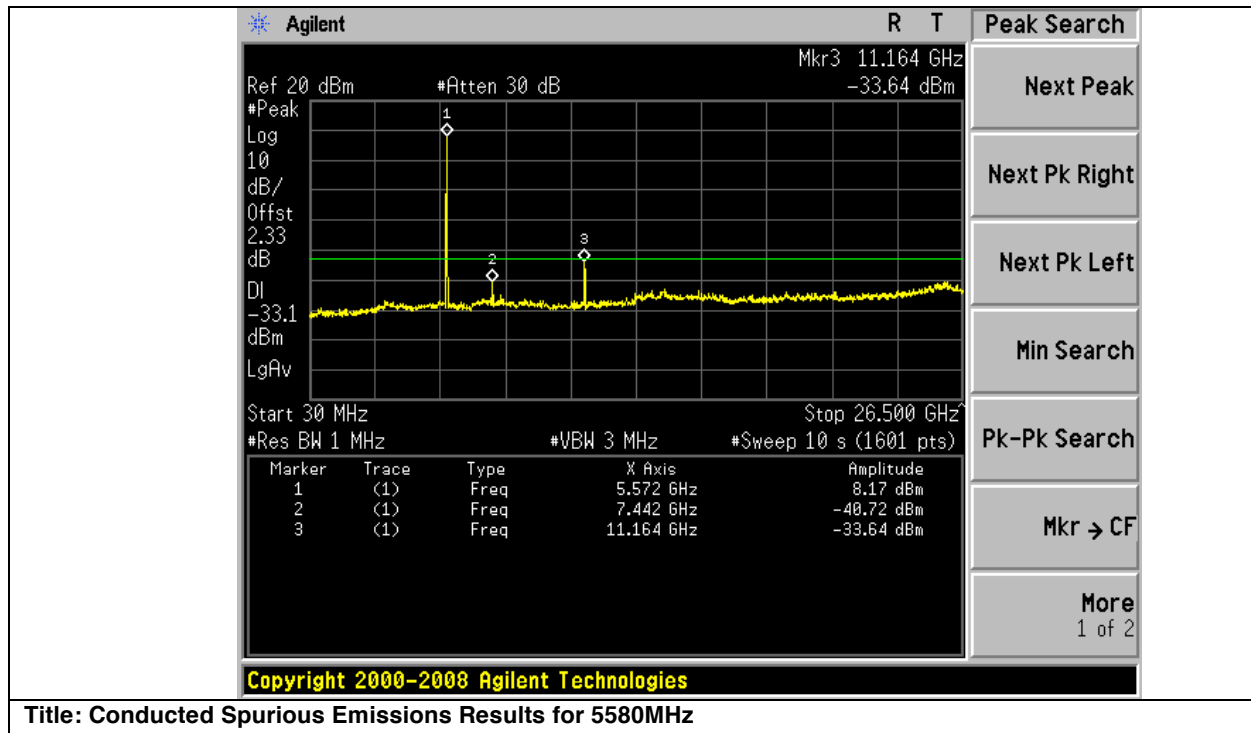 Agilent R T
Peak Search
Mkr3 11.164 GHz
Ref 20 dBm #Atten 30 dB -33.64 dBm
#Peak
Log
10
dB/
Offst
2.33
dB
DI
-33.1
dBm
LgAv
1
2
3
Start 30 MHz Stop 26.500 GHz^
#Res BW 1 MHz #VBW 3 MHz #Sweep 10 s (1601 pts)
Marker Trace Type X Axis Amplitude
1 (1) Freq 5.572 GHz 8.17 dBm
2 (1) Freq 7.442 GHz -40.72 dBm
3 (1) Freq 11.164 GHz -33.64 dBm
Next Peak
Next Pk Right
Next Pk Left
Min Search
Pk-Pk Search
Mkr → CF
More
1 of 2
Copyright 2000-2008 Agilent Technologies
Title: Conducted Spurious Emissions Results for 5580MHz